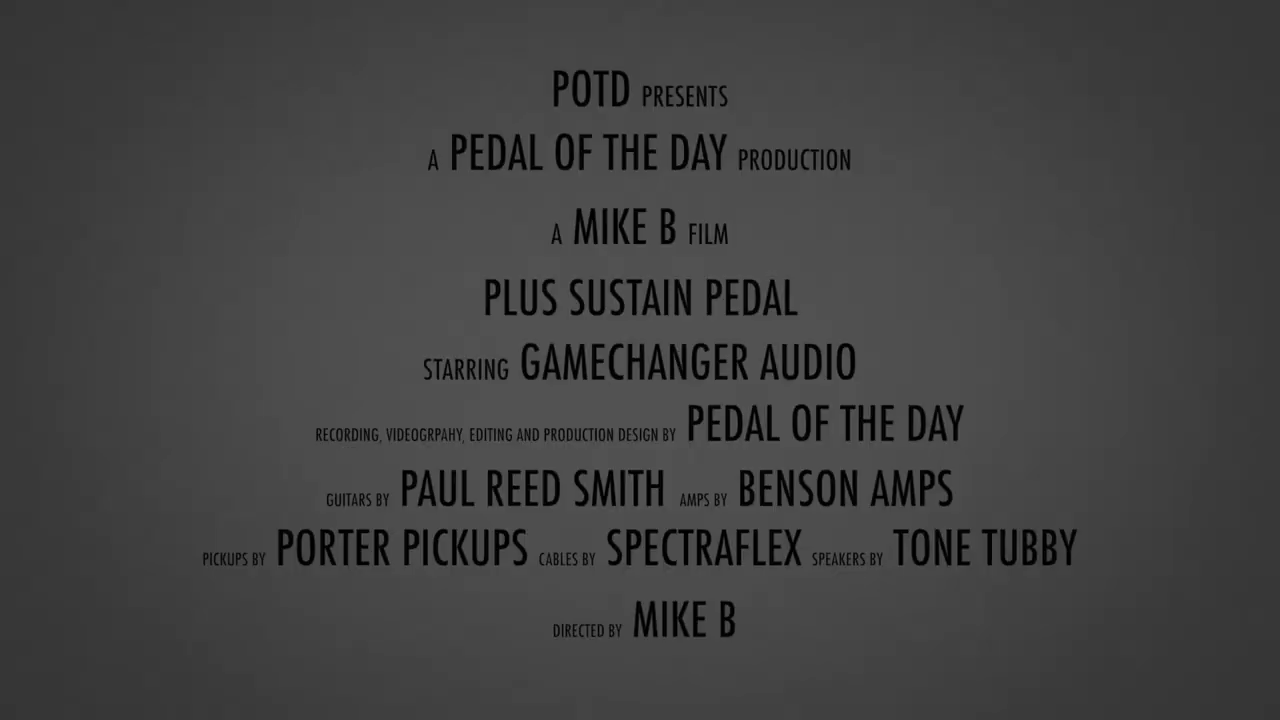 POTD PRESENTS
A PEDAL OF THE DAY PRODUCTION
A MIKE B FILM
PLUS SUSTAIN PEDAL
STARRING GAMECHANGER AUDIO
RECORDING, VIDEOGRPAHY, EDITING AND PRODUCTION DESIGN BY PEDAL OF THE DAY
GUITARS BY PAUL REED SMITH AMPS BY BENSON AMPS
PICKUPS BY PORTER PICKUPS CABLES BY SPECTRAFLEX SPEAKERS BY TONE TUBBY
DIRECTED BY MIKE B